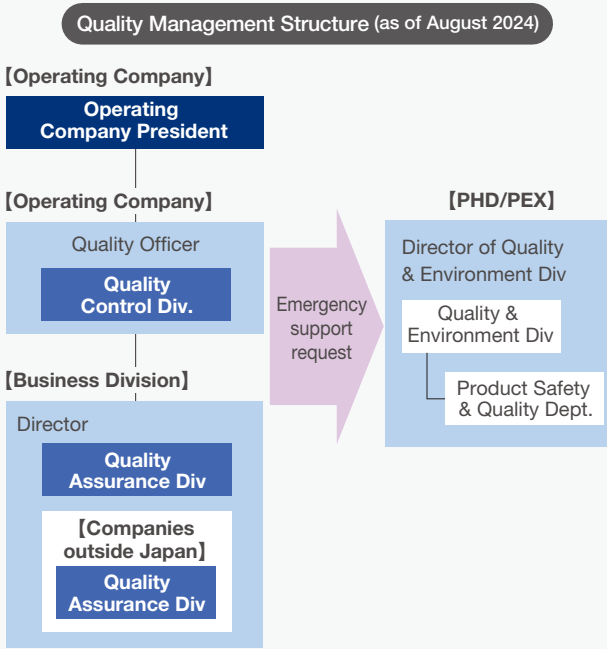 Quality Management Structure (as of August 2024)
【Operating Company】
Operating
Company President
【Operating Company】
Quality Officer
Quality
Control Div.
【Business Division】
Director
Quality
Assurance Div
【Companies
outside Japan】
Quality
Assurance Div
Emergency
support
request
【PHD/PEX】
Director of Quality
& Environment Div
Quality &
Environment Div
Product Safety
& Quality Dept.